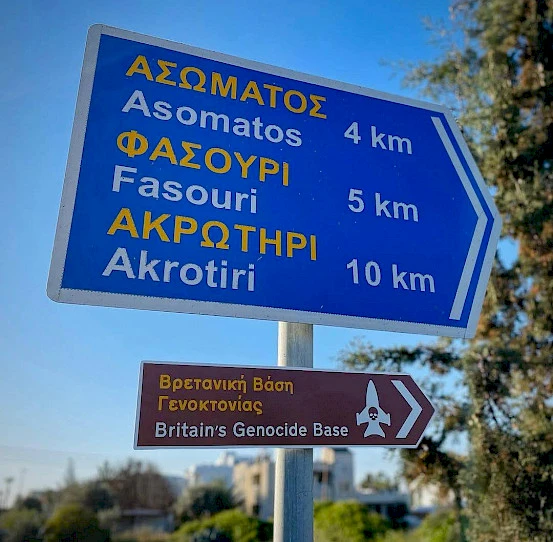 ΑΣΩΜΑΤΟΣ
Asomatos 4 km
ΦΑΣΟΥΡΙ
Fasouri 5 km
ΑΚΡΩΤΗΡΙ
Akrotiri 10 km
Βρετανική Βάση
Γενοκτονίας
Britain's Genocide Base